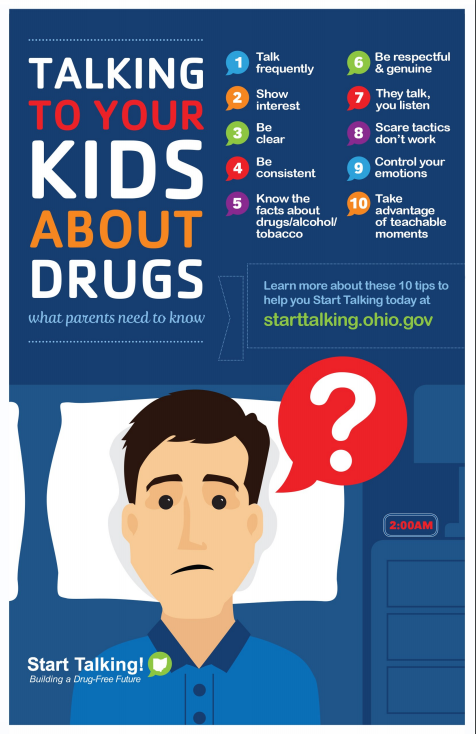 TALKING
TO YOUR
KIDS
ABOUT
DRUGS
what parents need to know
1 Talk
frequently
2 Show
interest
3 Be
clear
4 Be
consistent
5 Know the
facts about
drugs/alcohol/
tobacco
6 Be respectful
& genuine
7 They talk,
you listen
8 Scare tactics
don't work
9 Control your
emotions
10 Take
advantage
of teachable
moments
Learn more about these 10 tips to
help you Start Talking today at
starttalking.ohio.gov
?
2:00AM
Start Talking!
Building a Drug-Free Future